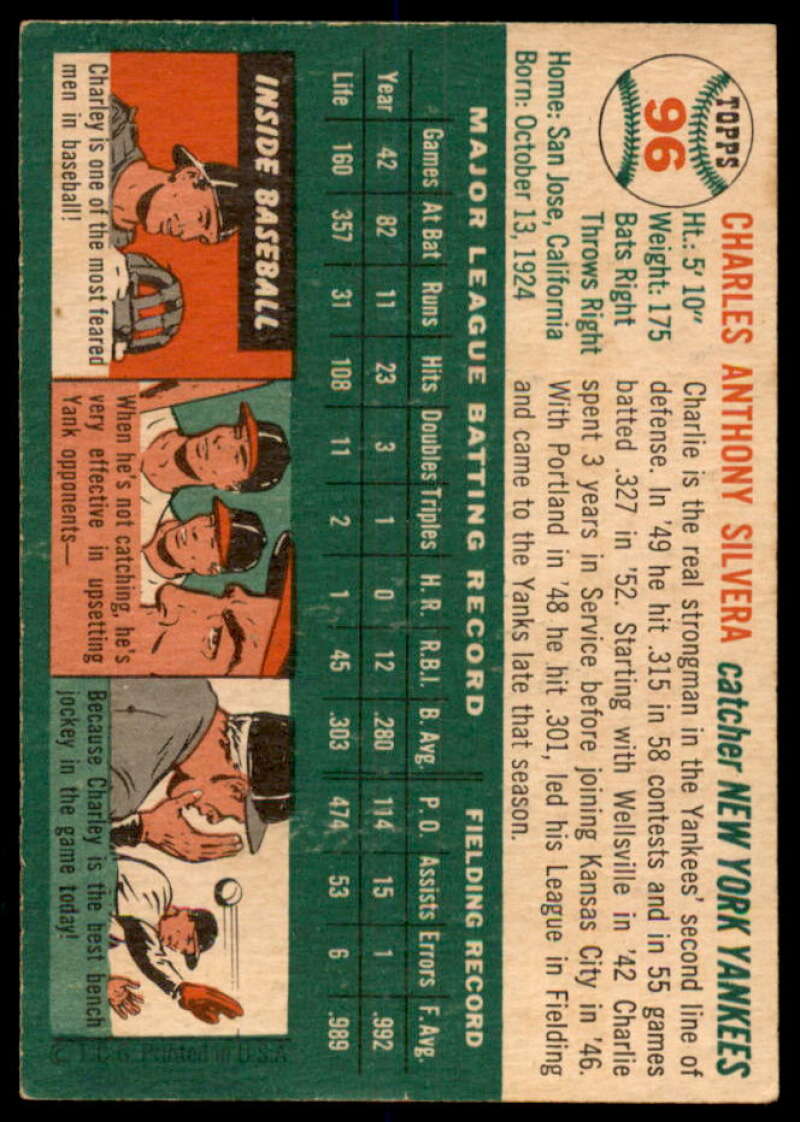 TOPPS
96
CHARLES ANTHONY SILVERA catcher NEW YORK YANKEES
Ht.: 5' 10"
Weight: 175
Bats Right
Throws Right
Home: San Jose, California
Born: October 13, 1924
Charlie is the real strongman in the Yankees' second line of
defense. In '49 he hit .315 in 58 contests and in 55 games
batted .327 in '52. Starting with Wellsville in '42 Charlie
spent 3 years in Service before joining Kansas City in '46.
With Portland in '48 he hit .301, led his League in Fielding
and came to the Yanks late that season.
MAJOR LEAGUE BATTING RECORD FIELDING RECORD
Games At Bat Runs Hits Doubles Triples H. R. R.B.I. B. Avg. P. O. Assists Errors F. Avg.
Year 42 82 11 23 3 1 0 12 .280 114 15 1 .992
Life 160 357 31 108 11 2 1 45 .303 474 53 6 .989
INSIDE BASEBALL
Charley is one of the most feared
men in baseball!
When he's not catching, he's
very effective in upsetting
Yank opponents—
Because Charley is the best bench
jockey in the game today!
© T. C. G. Printed in U.S.A.